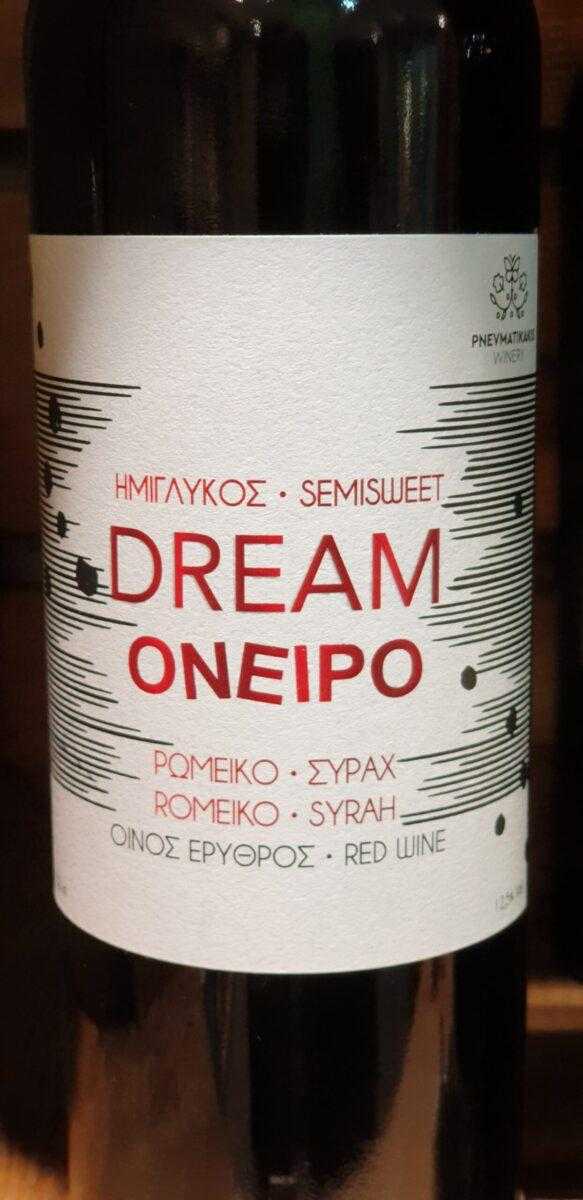 PNEVMATIKAKIS
WINERY
ΗΜΙΓΛΥΚΟΣ · SEMISWEET
DREAM
ΟΝΕΙΡΟ
ΡΩΜΕΙΚΟ · ΣΥΡΑΧ
ROMEIKO · SYRAH
ΟΙΝΟΣ ΕΡΥΘΡΟΣ · RED WINE